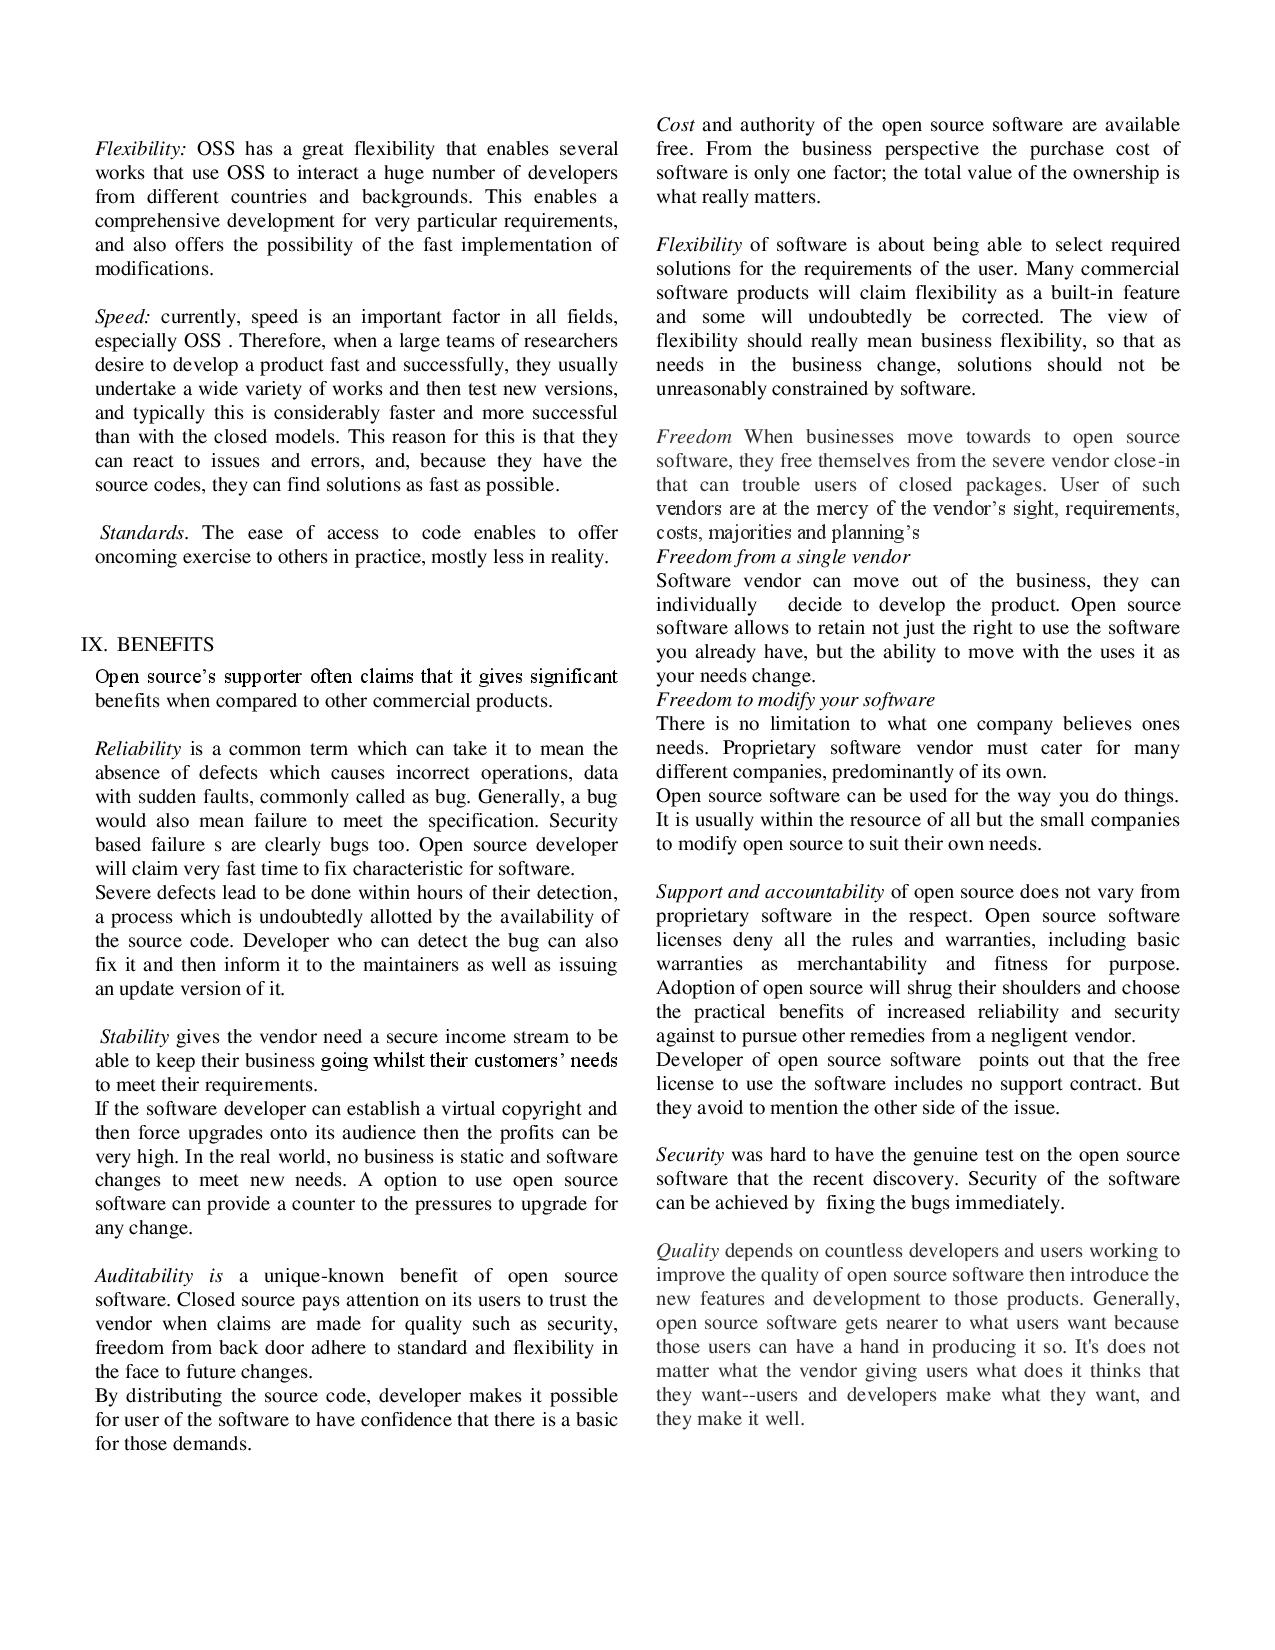 Flexibility: OSS has a great flexibility that enables several
works that use OSS to interact a huge number of developers
from different countries and backgrounds. This enables a
comprehensive development for very particular requirements,
and also offers the possibility of the fast implementation of
modifications.
Speed: currently, speed is an important factor in all fields,
especially OSS . Therefore, when a large teams of researchers
desire to develop a product fast and successfully, they usually
undertake a wide variety of works and then test new versions,
and typically this is considerably faster and more successful
than with the closed models. This reason for this is that they
can react to issues and errors, and, because they have the
source codes, they can find solutions as fast as possible.
Standards. The ease of access to code enables to offer
oncoming exercise to others in practice, mostly less in reality.
IX. BENEFITS
Open source’s supporter often claims that it gives significant
benefits when compared to other commercial products.
Reliability is a common term which can take it to mean the
absence of defects which causes incorrect operations, data
with sudden faults, commonly called as bug. Generally, a bug
would also mean failure to meet the specification. Security
based failure s are clearly bugs too. Open source developer
will claim very fast time to fix characteristic for software.
Severe defects lead to be done within hours of their detection,
a process which is undoubtedly allotted by the availability of
the source code. Developer who can detect the bug can also
fix it and then inform it to the maintainers as well as issuing
an update version of it.
Stability gives the vendor need a secure income stream to be
able to keep their business going whilst their customers’ needs
to meet their requirements.
If the software developer can establish a virtual copyright and
then force upgrades onto its audience then the profits can be
very high. In the real world, no business is static and software
changes to meet new needs. A option to use open source
software can provide a counter to the pressures to upgrade for
any change.
Auditability is a unique-known benefit of open source
software. Closed source pays attention on its users to trust the
vendor when claims are made for quality such as security,
freedom from back door adhere to standard and flexibility in
the face to future changes.
By distributing the source code, developer makes it possible
for user of the software to have confidence that there is a basic
for those demands.
Cost and authority of the open source software are available
free. From the business perspective the purchase cost of
software is only one factor; the total value of the ownership is
what really matters.
Flexibility of software is about being able to select required
solutions for the requirements of the user. Many commercial
software products will claim flexibility as a built-in feature
and some will undoubtedly be corrected. The view of
flexibility should really mean business flexibility, so that as
needs in the business change, solutions should not be
unreasonably constrained by software.
Freedom When businesses move towards to open source
software, they free themselves from the severe vendor close-in
that can trouble users of closed packages. User of such
vendors are at the mercy of the vendor’s sight, requirements,
costs, majorities and planning’s
Freedom from a single vendor
Software vendor can move out of the business, they can
individually decide to develop the product. Open source
software allows to retain not just the right to use the software
you already have, but the ability to move with the uses it as
your needs change.
Freedom to modify your software
There is no limitation to what one company believes ones
needs. Proprietary software vendor must cater for many
different companies, predominantly of its own.
Open source software can be used for the way you do things.
It is usually within the resource of all but the small companies
to modify open source to suit their own needs.
Support and accountability of open source does not vary from
proprietary software in the respect. Open source software
licenses deny all the rules and warranties, including basic
warranties as merchantability and fitness for purpose.
Adoption of open source will shrug their shoulders and choose
the practical benefits of increased reliability and security
against to pursue other remedies from a negligent vendor.
Developer of open source software points out that the free
license to use the software includes no support contract. But
they avoid to mention the other side of the issue.
Security was hard to have the genuine test on the open source
software that the recent discovery. Security of the software
can be achieved by fixing the bugs immediately.
Quality depends on countless developers and users working to
improve the quality of open source software then introduce the
new features and development to those products. Generally,
open source software gets nearer to what users want because
those users can have a hand in producing it so. It's does not
matter what the vendor giving users what does it thinks that
they want--users and developers make what they want, and
they make it well.